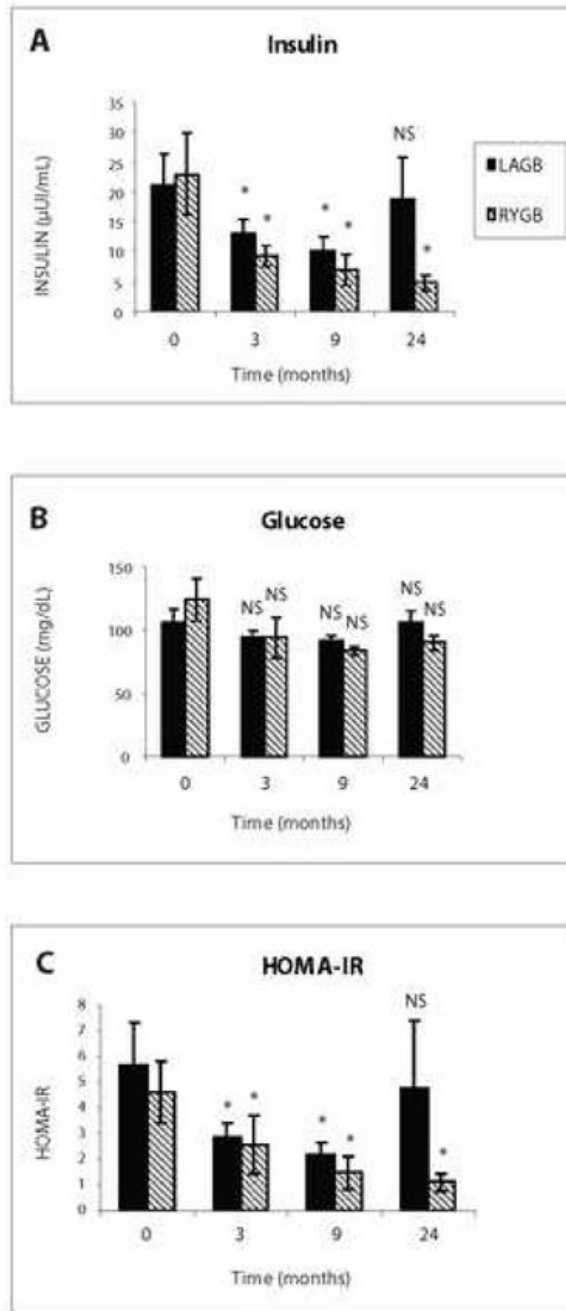 A
Insulin
35
30
25
20
15
10
5
0
INSULIN (µUI/mL)
* * * * NS *
0 3 9 24
Time (months)
LAGB
RYGB
B
Glucose
150
100
50
0
GLUCOSE (mg/dL)
NS NS NS NS NS NS
0 3 9 24
Time (months)
C
HOMA-IR
8
7
6
5
4
3
2
1
0
HOMA-IR
* * * * NS *
0 3 9 24
Time (months)